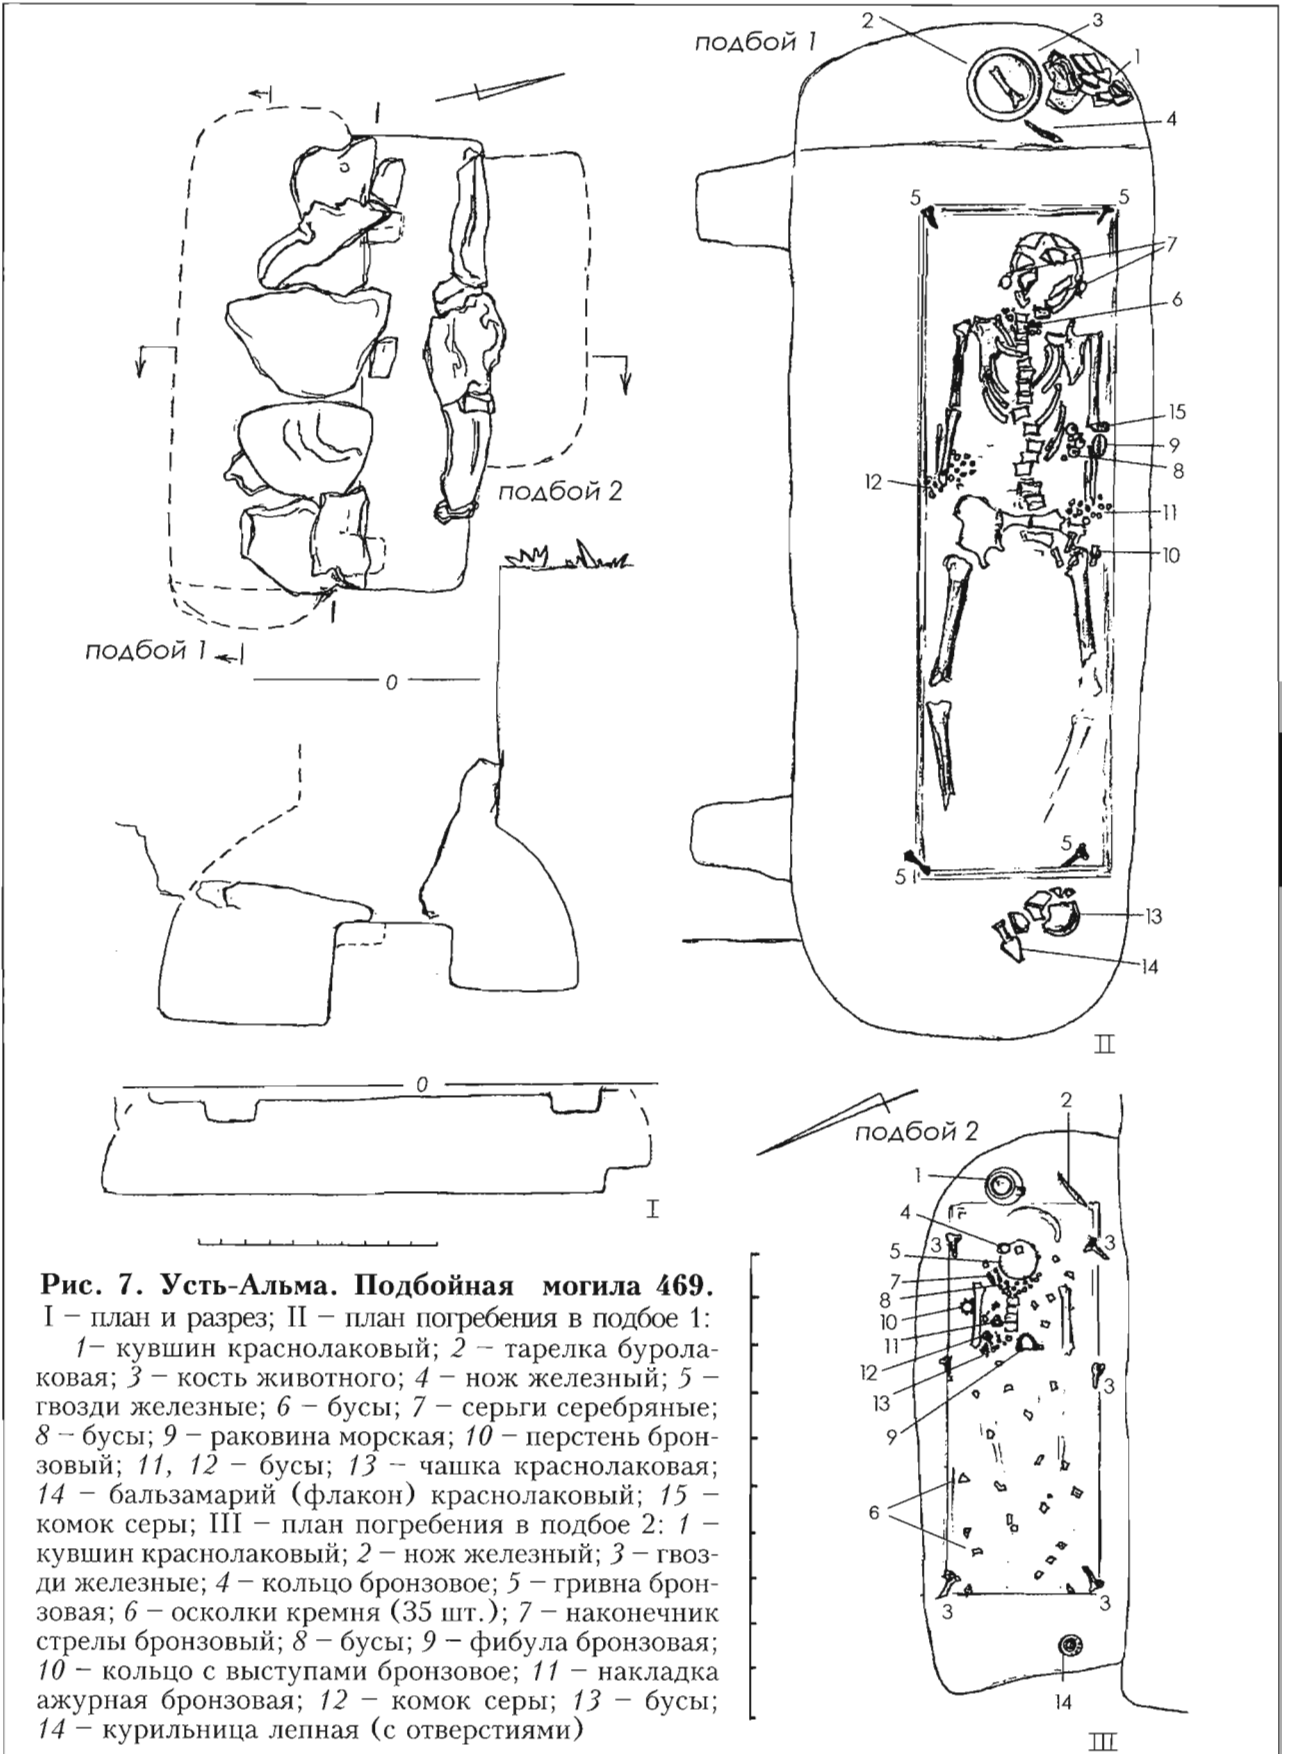 подбой 1
2
3
1
4
5
5
7
6
15
9
8
12
11
10
5
5
13
14
II
подбой 2
подбой 1
0
0
I
подбой 2
2
1
4
3
3
5
7
8
10
11
12
13
3
9
6
3
3
14
III
Рис. 7. Усть-Альма. Подбойная могила 469.
I – план и разрез; II – план погребения в подбое 1:
1– кувшин краснолаковый; 2 – тарелка бурола-
ковая; 3 – кость животного; 4 – нож железный; 5 –
гвозди железные; 6 – бусы; 7 – серьги серебряные;
8 – бусы; 9 – раковина морская; 10 – перстень брон-
зовый; 11, 12 – бусы; 13 – чашка краснолаковая;
14 – бальзамарий (флакон) краснолаковый; 15 –
комок серы; III – план погребения в подбое 2: 1 –
кувшин краснолаковый; 2 – нож железный; 3 – гвоз-
ди железные; 4 – кольцо бронзовое; 5 – гривна брон-
зовая; 6 – осколки кремня (35 шт.); 7 – наконечник
стрелы бронзовый; 8 – бусы; 9 – фибула бронзовая;
10 – кольцо с выступами бронзовое; 11 – накладка
ажурная бронзовая; 12 – комок серы; 13 – бусы;
14 – курильница лепная (с отверстиями)